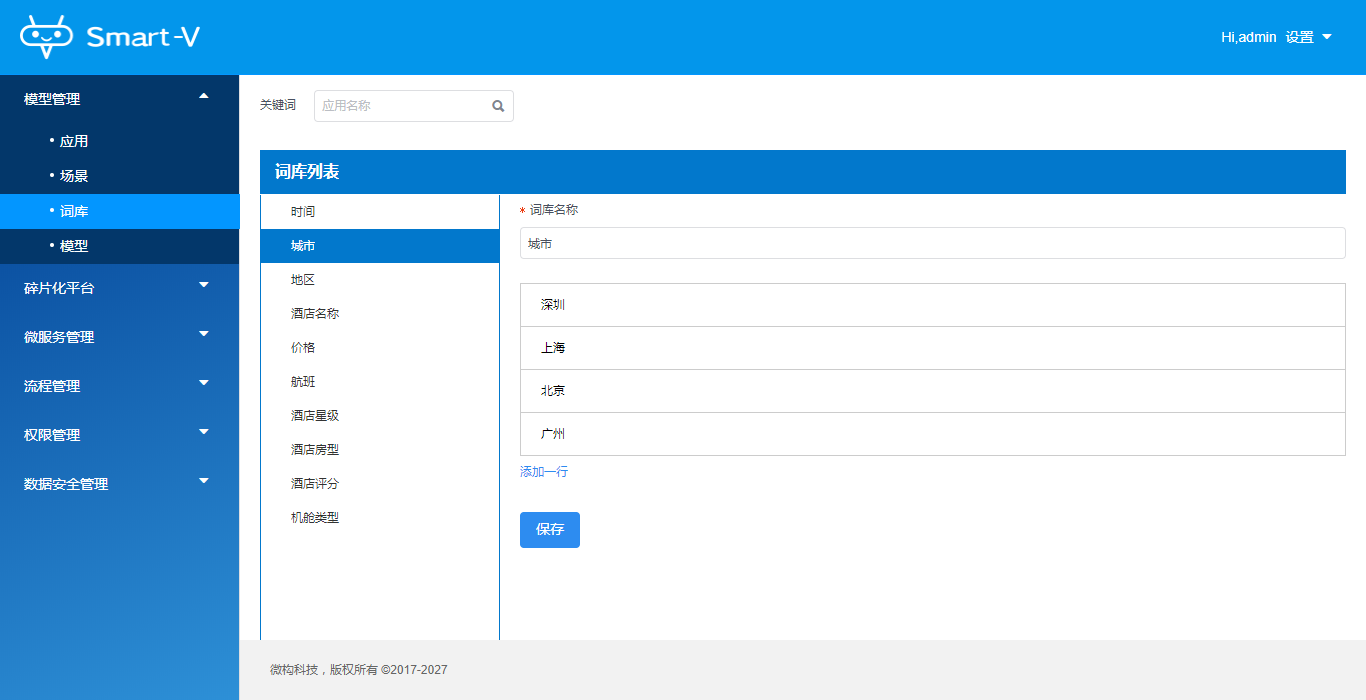 Smart-V
Hi,admin 设置
模型管理
应用
场景
词库
模型
碎片化平台
微服务管理
流程管理
权限管理
数据安全管理
关键词 应用名称
词库列表
时间
城市
地区
酒店名称
价格
航班
酒店星级
酒店房型
酒店评分
机舱类型
* 词库名称
城市
深圳
上海
北京
广州
添加一行
保存
微构科技，版权所有 ©2017-2027